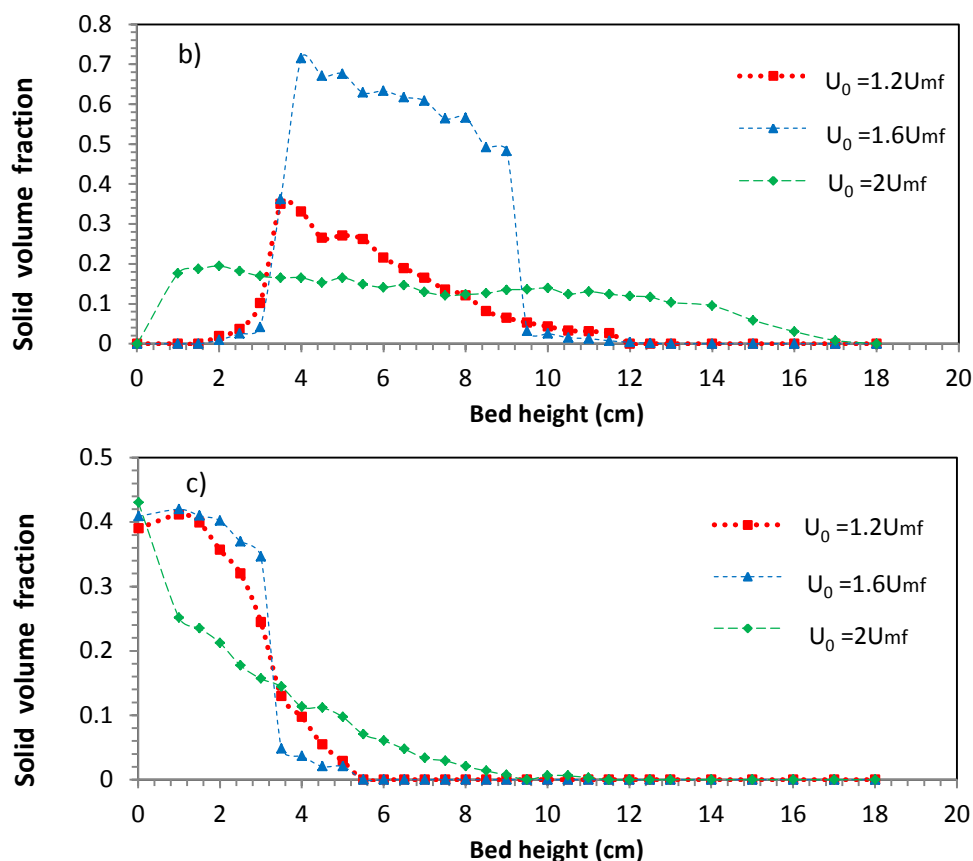 b)
0.8
0.7
0.6
0.5
0.4
0.3
0.2
0.1
0
Solid volume fraction
U0 =1.2Umf
U0 =1.6Umf
U0 =2Umf
0 2 4 6 8 10 12 14 16 18 20
Bed height (cm)
c)
0.5
0.4
0.3
0.2
0.1
0
Solid volume fraction
U0 =1.2Umf
U0 =1.6Umf
U0 =2Umf
0 2 4 6 8 10 12 14 16 18 20
Bed height (cm)